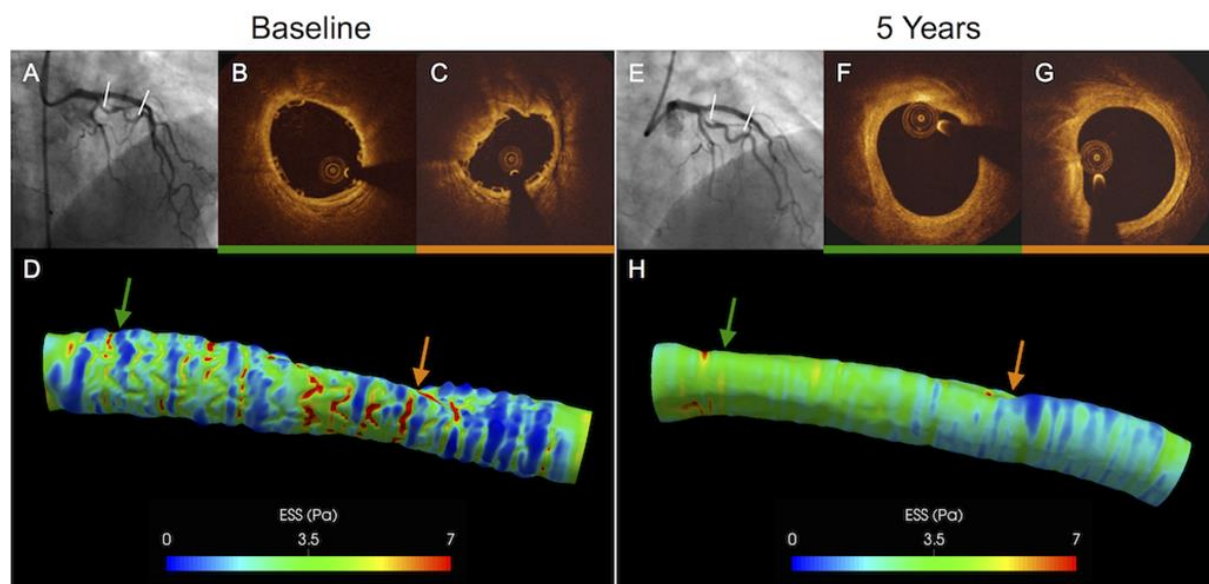 Baseline
5 Years
A
B
C
E
F
G
D
H
ESS (Pa)
0
3.5
7
ESS (Pa)
0
3.5
7